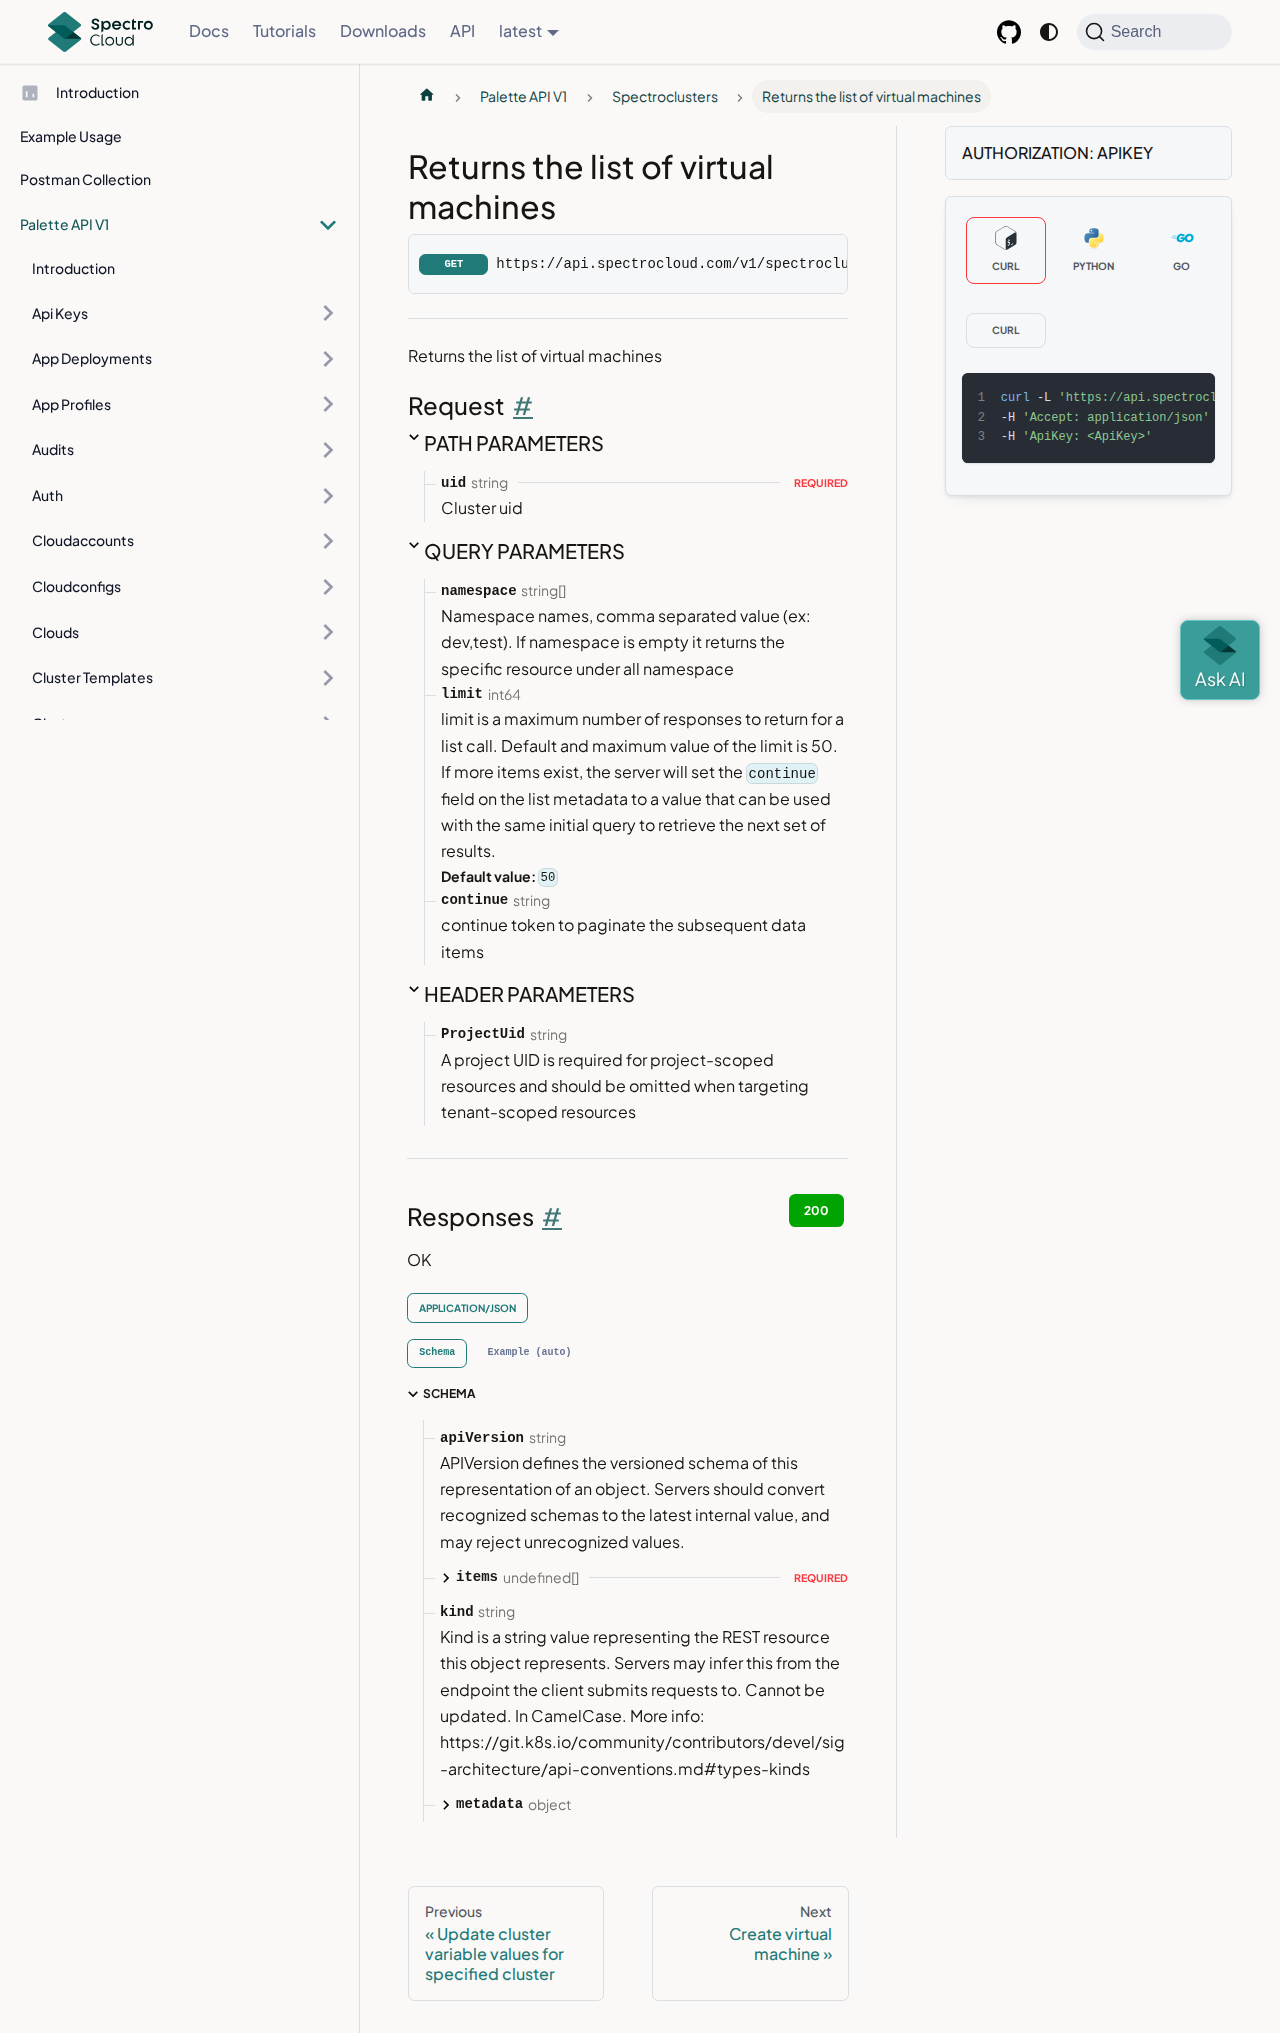 Spectro Cloud
Docs
Tutorials
Downloads
API
latest
Search
Introduction
Example Usage
Postman Collection
Palette API V1
Introduction
Api Keys
App Deployments
App Profiles
Audits
Auth
Cloudaccounts
Cloudconfigs
Clouds
Cluster Templates
Palette API V1
Spectroclusters
Returns the list of virtual machines
Returns the list of virtual
machines
GET https://api.spectrocloud.com/v1/spectroclu
Returns the list of virtual machines
Request #
PATH PARAMETERS
uid string REQUIRED
Cluster uid
QUERY PARAMETERS
namespace string[]
Namespace names, comma separated value (ex:
dev,test). If namespace is empty it returns the
specific resource under all namespace
limit int64
limit is a maximum number of responses to return for a
list call. Default and maximum value of the limit is 50.
If more items exist, the server will set the continue
field on the list metadata to a value that can be used
with the same initial query to retrieve the next set of
results.
Default value: 50
continue string
continue token to paginate the subsequent data
items
HEADER PARAMETERS
ProjectUid string
A project UID is required for project-scoped
resources and should be omitted when targeting
tenant-scoped resources
Responses #
200
OK
APPLICATION/JSON
Schema
Example (auto)
SCHEMA
apiVersion string
APIVersion defines the versioned schema of this
representation of an object. Servers should convert
recognized schemas to the latest internal value, and
may reject unrecognized values.
items undefined[] REQUIRED
kind string
Kind is a string value representing the REST resource
this object represents. Servers may infer this from the
endpoint the client submits requests to. Cannot be
updated. In CamelCase. More info:
https://git.k8s.io/community/contributors/devel/sig
-architecture/api-conventions.md#types-kinds
metadata object
Previous
« Update cluster
variable values for
specified cluster
Next
Create virtual
machine »
AUTHORIZATION: APIKEY
CURL
PYTHON
GO
CURL
1 curl -L 'https://api.spectrocl
2 -H 'Accept: application/json'
3 -H 'ApiKey: <ApiKey>'
Ask AI